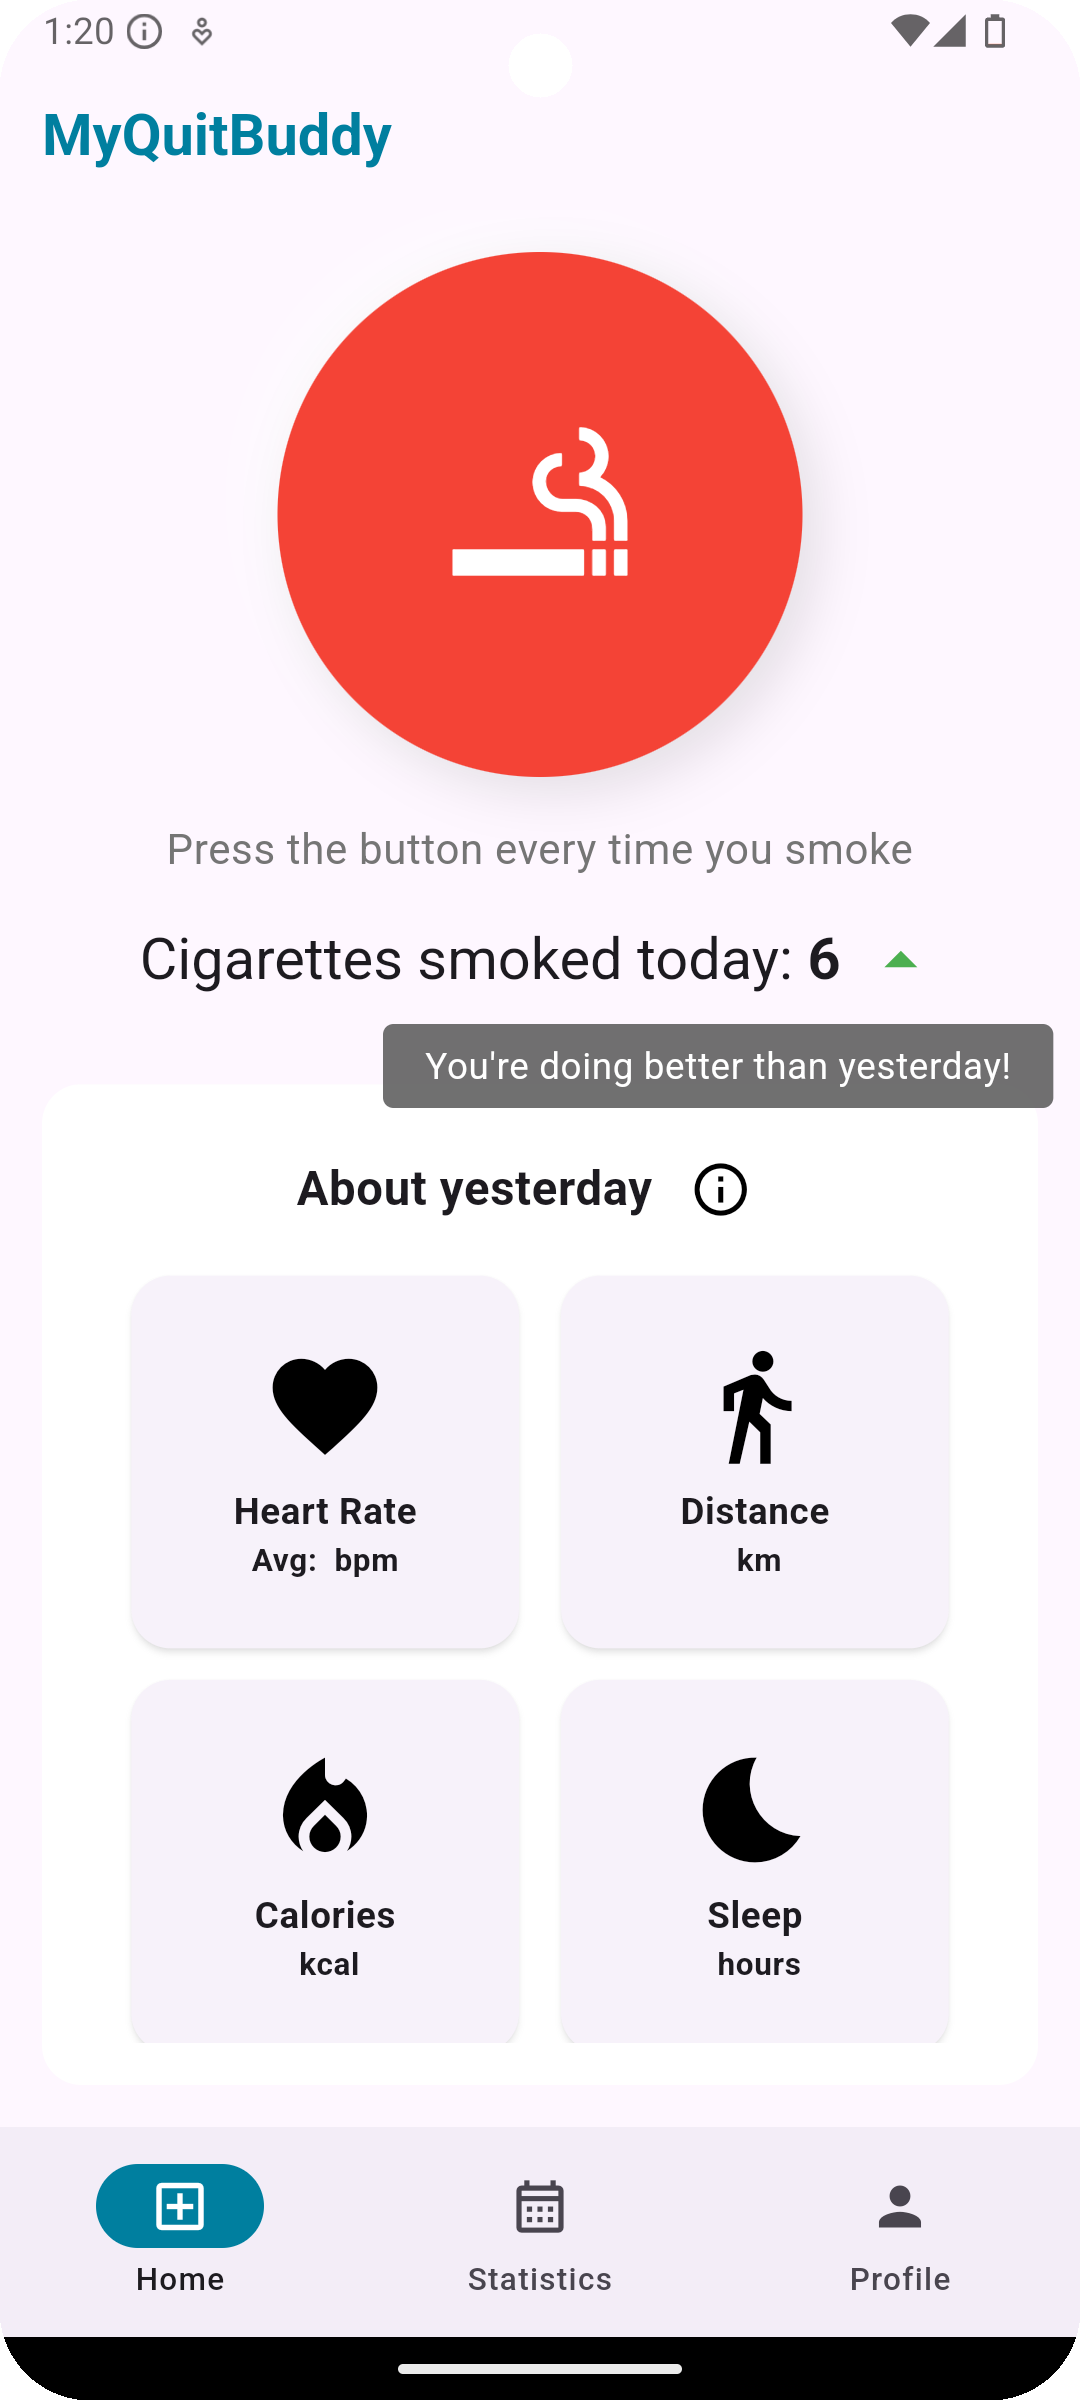 1:20
MyQuitBuddy
Press the button every time you smoke
Cigarettes smoked today: 6
You're doing better than yesterday!
About yesterday
Heart Rate
Avg:  bpm
Distance
km
Calories
kcal
Sleep
hours
Home
Statistics
Profile